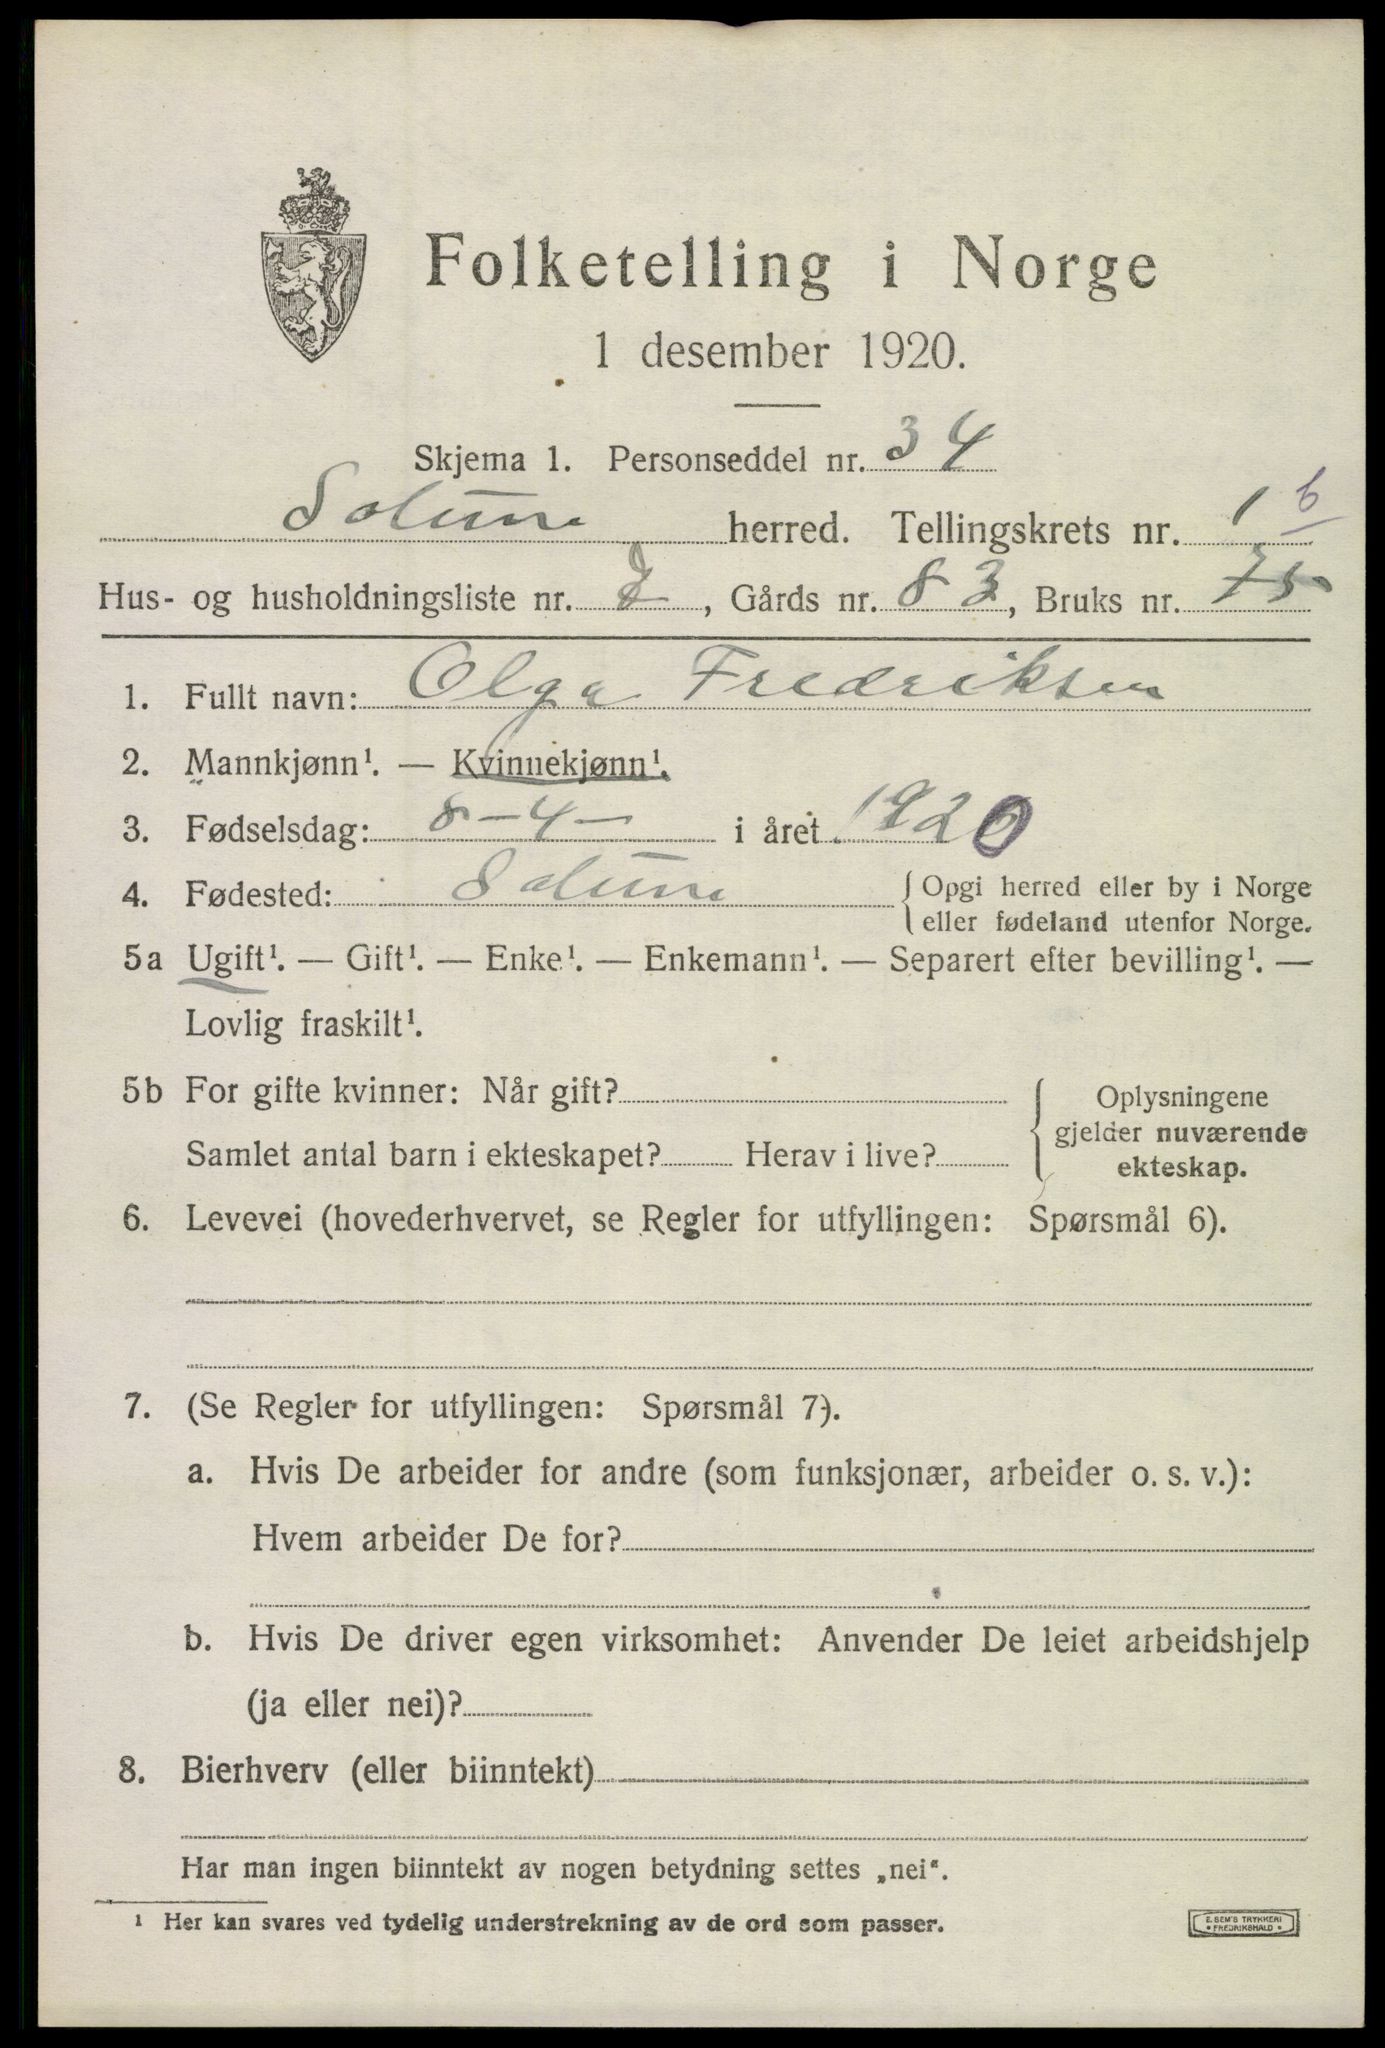 Folketelling i Norge
1 desember 1920.
Skjema 1. Personseddel nr. 34
Solum herred. Tellingskrets nr. 1 b
Hus- og husholdningsliste nr. , Gårds nr. 83, Bruks nr. 75
1. Fullt navn: Olga Fredriksen
2. Mannkjønn¹. — Kvinnekjønn¹.
3. Fødselsdag: 8-4- i året 1920
4. Fødested: Solum {Opgi herred eller by i Norge
eller fødeland utenfor Norge.
5a Ugift¹. — Gift¹. — Enke¹. — Enkemann¹. — Separert efter bevilling¹. —
Lovlig fraskilt¹.
5b For gifte kvinner: Når gift?
Samlet antal barn i ekteskapet? Herav i live?
Oplysningene
gjelder nuværende
ekteskap.
6. Levevei (hovederhvervet, se Regler for utfyllingen: Spørsmål 6).
7. (Se Regler for utfyllingen: Spørsmål 7).
a. Hvis De arbeider for andre (som funksjonær, arbeider o. s. v.):
Hvem arbeider De for?
b. Hvis De driver egen virksomhet: Anvender De leiet arbeidshjelp
(ja eller nei)?
8. Bierhverv (eller biinntekt)
Har man ingen biinntekt av nogen betydning settes „nei“.
¹ Her kan svares ved tydelig understrekning av de ord som passer.
E. SEM'S TRYKKERI
• FREDRIKSHALD •